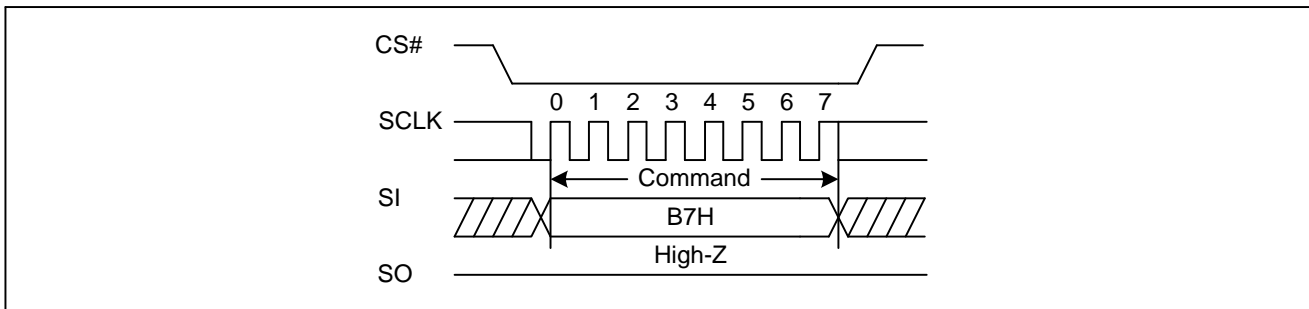 CS#
0 1 2 3 4 5 6 7
SCLK
Command
SI
B7H
High-Z
SO